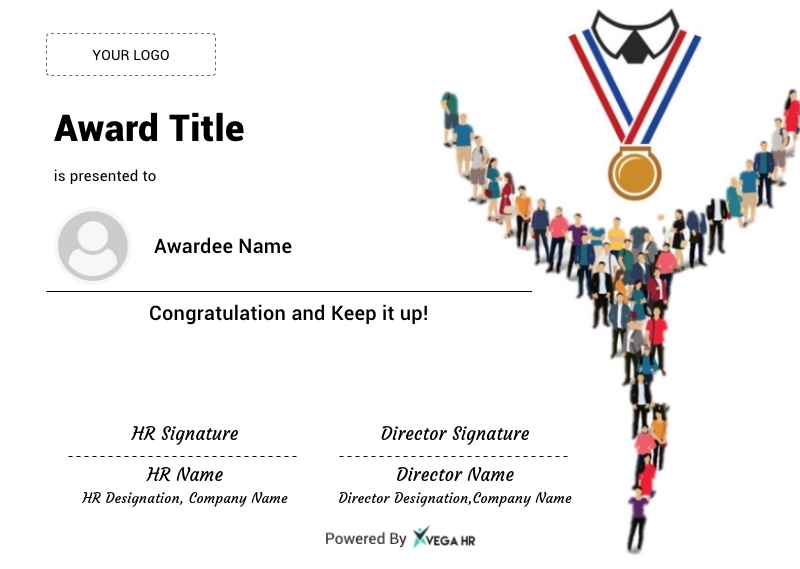 YOUR LOGO
Award Title
is presented to
Awardee Name
Congratulation and Keep it up!
HR Signature
Director Signature
HR Name
Director Name
HR Designation, Company Name
Director Designation,Company Name
Powered By VEGA HR